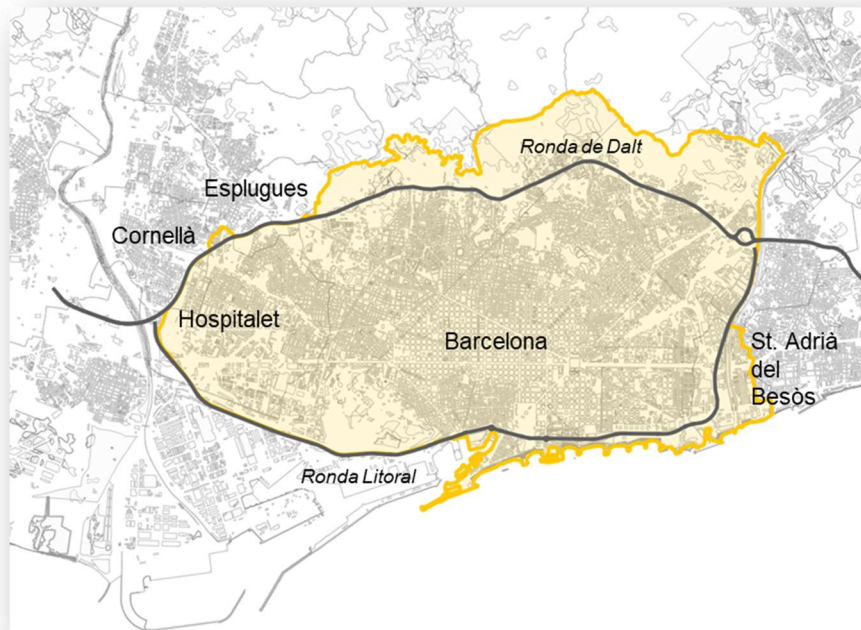 Ronda de Dalt
Esplugues
Cornellà
Hospitalet
Barcelona
St. Adrià
del
Besòs
Ronda Litoral